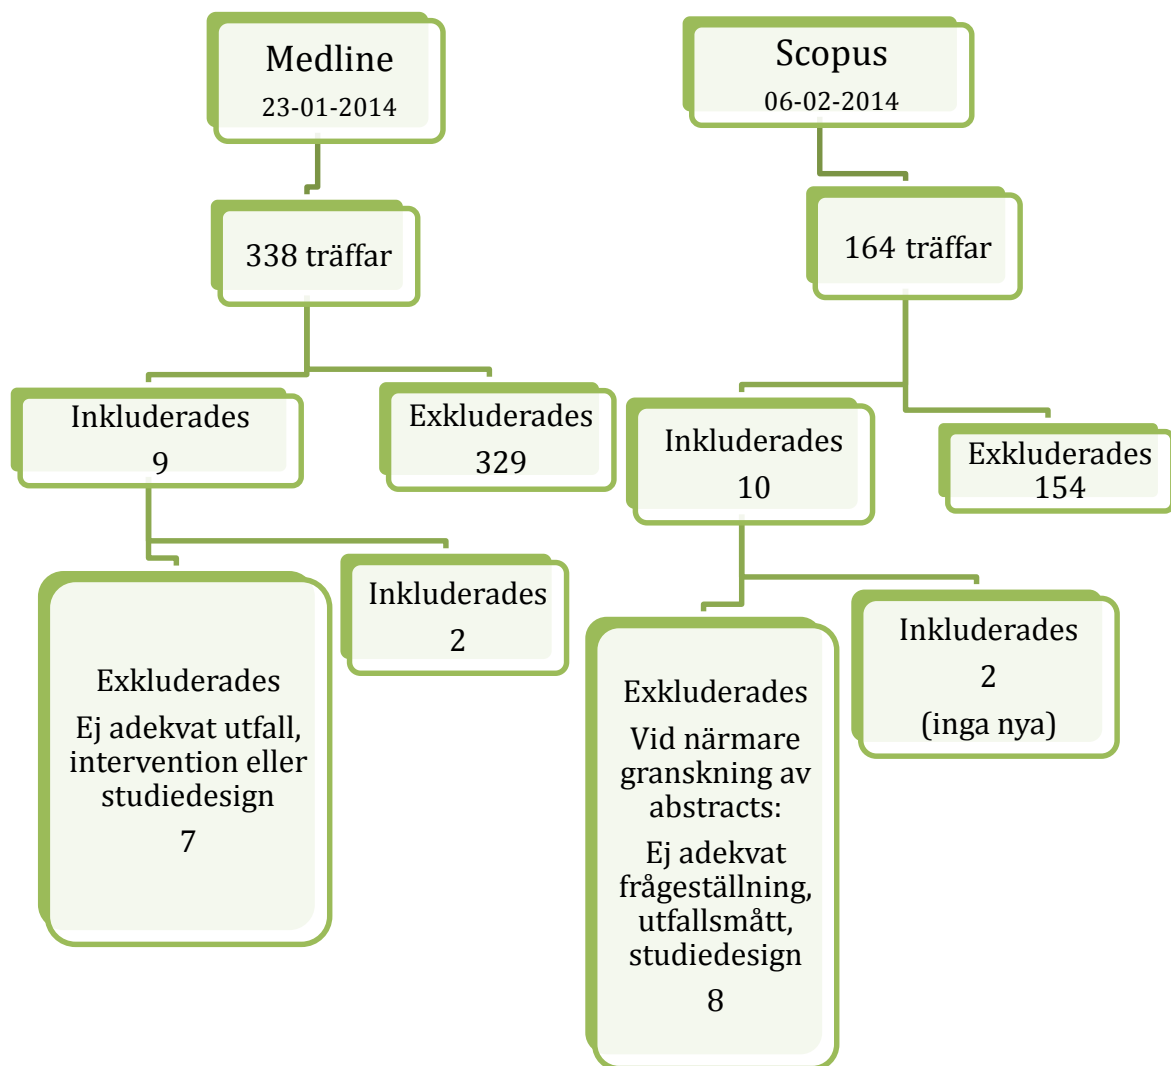 Medline
23-01-2014
338 träffar
Inkluderades
9
Exkluderades
329
Exkluderades
Ej adekvat utfall,
intervention eller
studiedesign
7
Inkluderades
2
Scopus
06-02-2014
164 träffar
Inkluderades
10
Exkluderades
154
Exkluderades
Vid närmare
granskning av
abstracts:
Ej adekvat
frågeställning,
utfallsmått,
studiedesign
8
Inkluderades
2
(inga nya)